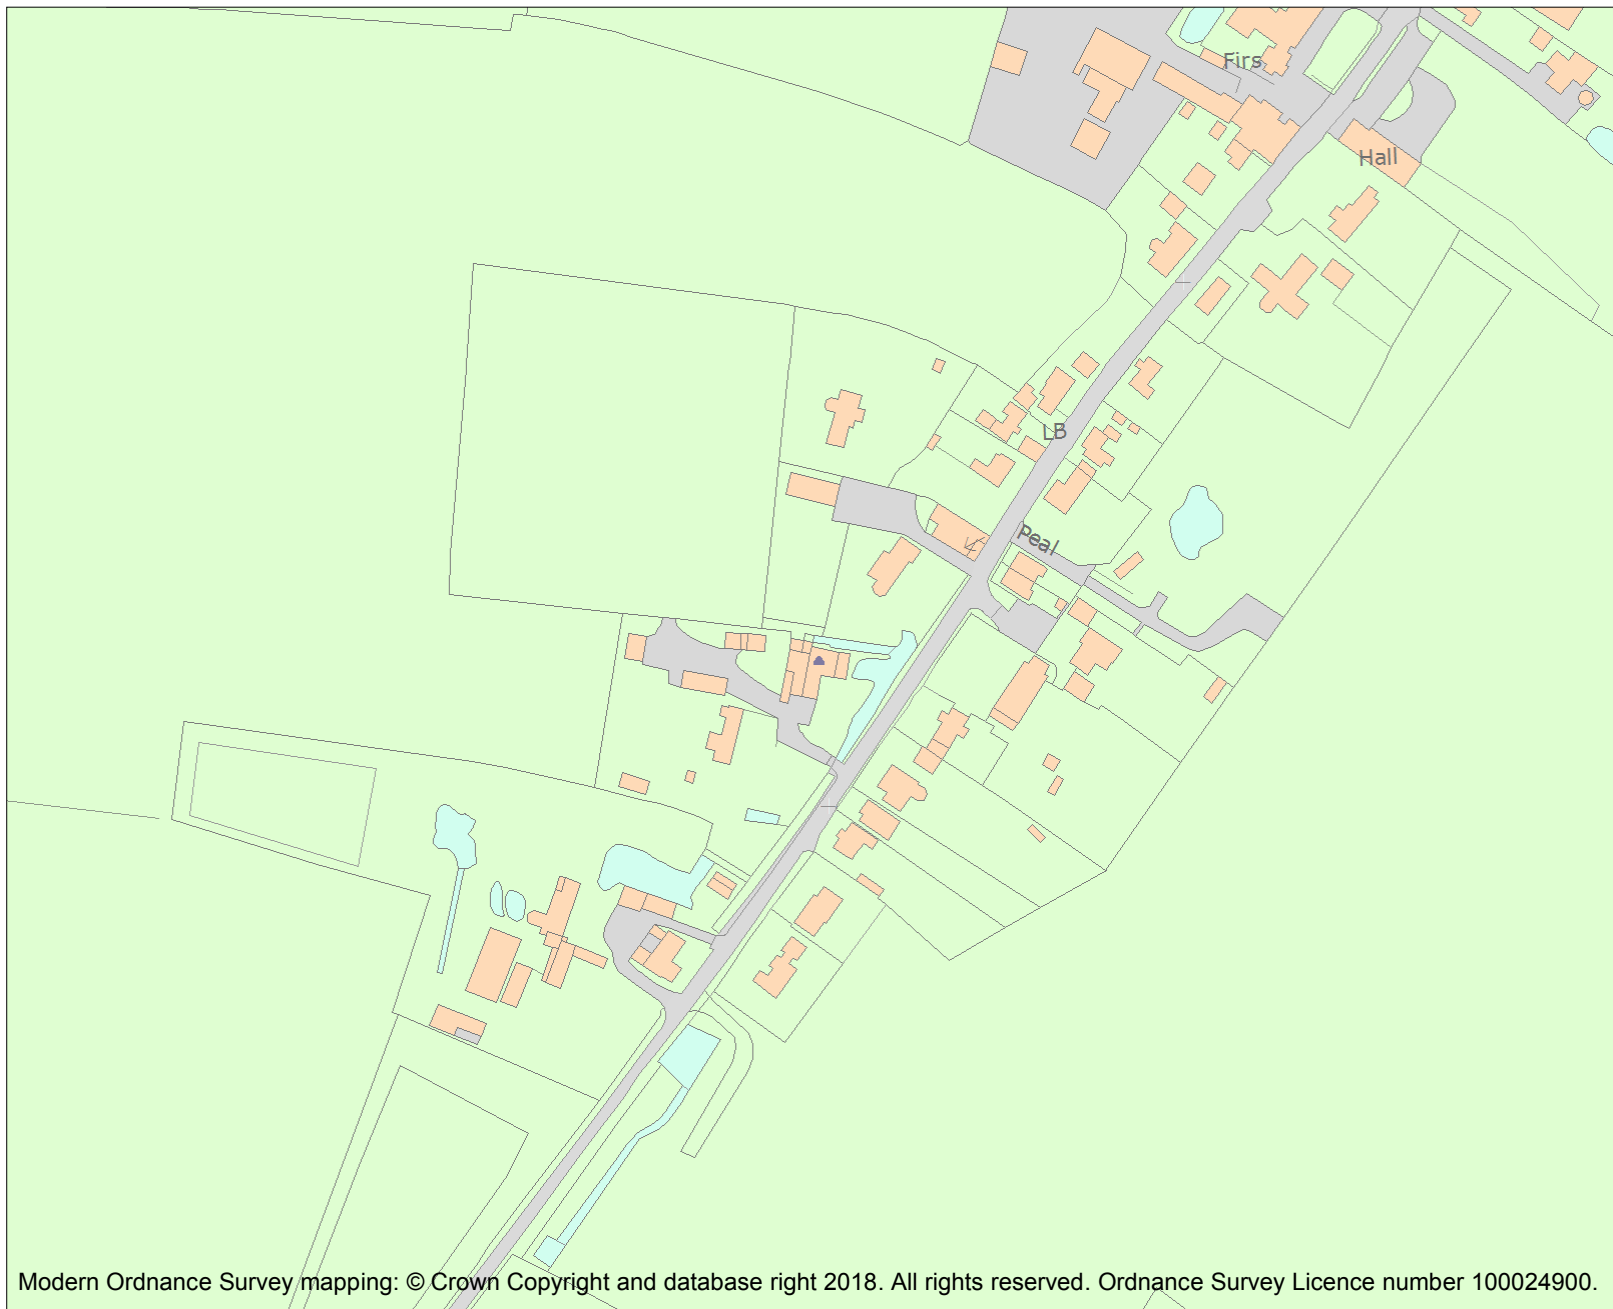 Firs
Hall
LB
Peal
Modern Ordnance Survey mapping: © Crown Copyright and database right 2018. All rights reserved. Ordnance Survey Licence number 100024900.